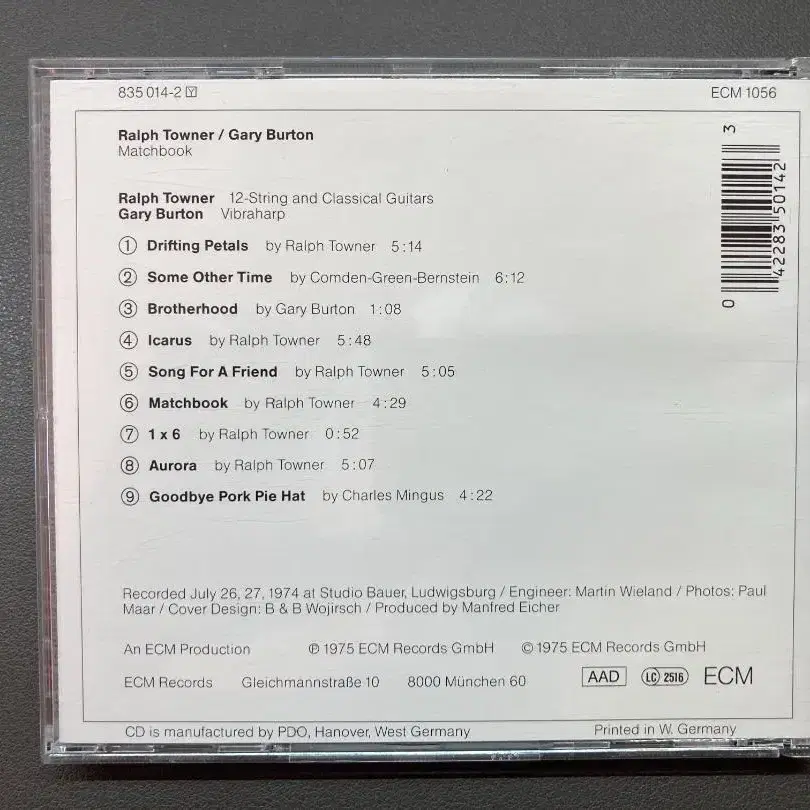 835 014-2 Ⓨ
ECM 1056
Ralph Towner / Gary Burton
Matchbook
Ralph Towner 12-String and Classical Guitars
Gary Burton Vibraharp
① Drifting Petals by Ralph Towner 5:14
② Some Other Time by Comden-Green-Bernstein 6:12
③ Brotherhood by Gary Burton 1:08
④ Icarus by Ralph Towner 5:48
⑤ Song For A Friend by Ralph Towner 5:05
⑥ Matchbook by Ralph Towner 4:29
⑦ 1 x 6 by Ralph Towner 0:52
⑧ Aurora by Ralph Towner 5:07
⑨ Goodbye Pork Pie Hat by Charles Mingus 4:22
0 42283 50142 3
Recorded July 26, 27, 1974 at Studio Bauer, Ludwigsburg / Engineer: Martin Wieland / Photos: Paul
Maar / Cover Design: B & B Wojirsch / Produced by Manfred Eicher
An ECM Production ℗ 1975 ECM Records GmbH © 1975 ECM Records GmbH
ECM Records Gleichmannstraße 10 8000 München 60 AAD LC 2516 ECM
CD is manufactured by PDO, Hanover, West Germany
Printed in W. Germany